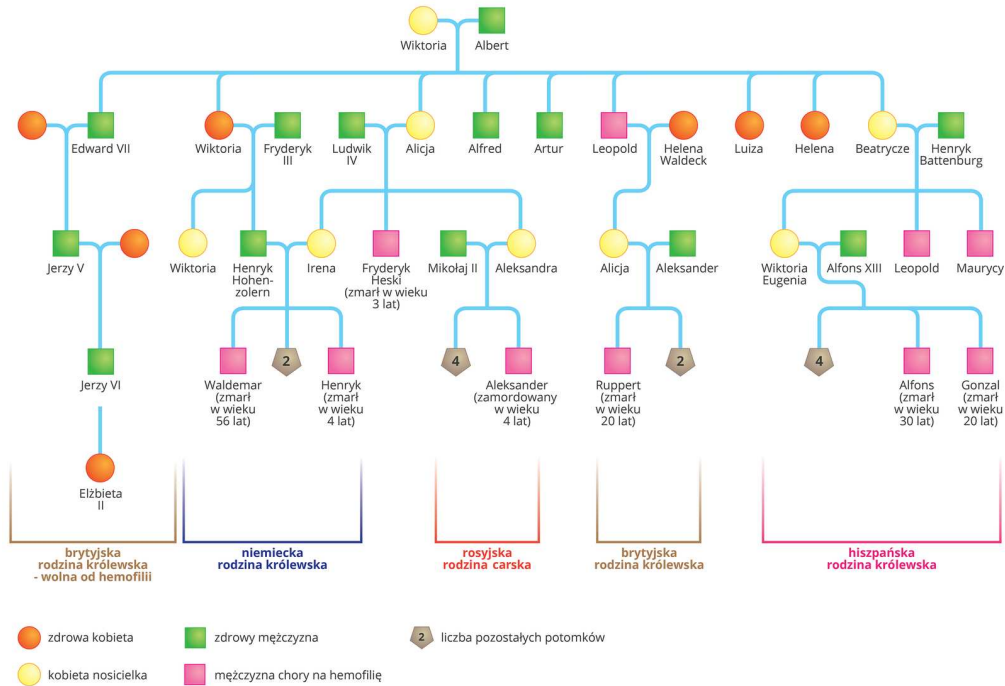 Wiktoria
Albert
Edward VII
Wiktoria
Fryderyk
III
Ludwik
IV
Alicja
Alfred
Artur
Leopold
Helena
Waldeck
Luiza
Helena
Beatrycze
Henryk
Battenburg
Jerzy V
Wiktoria
Henryk
Hohen-
zolern
Irena
Fryderyk
Heski
(zmarł w wieku
3 lat)
Mikołaj II
Aleksandra
Alicja
Aleksander
Wiktoria
Eugenia
Alfons XIII
Leopold
Maurycy
Jerzy VI
Waldemar
(zmarł
w wieku
56 lat)
2
Henryk
(zmarł
w wieku
4 lat)
4
Aleksander
(zamordowany
w wieku
4 lat)
Ruppert
(zmarł
w wieku
20 lat)
2
4
Alfons
(zmarł
w wieku
30 lat)
Gonzal
(zmarł
w wieku
20 lat)
Elżbieta
II
brytyjska
rodzina królewska
- wolna od hemofilii
niemiecka
rodzina królewska
rosyjska
rodzina carska
brytyjska
rodzina królewska
hiszpańska
rodzina królewska
zdrowa kobieta
zdrowy mężczyzna
2
liczba pozostałych potomków
kobieta nosicielka
mężczyzna chory na hemofilię